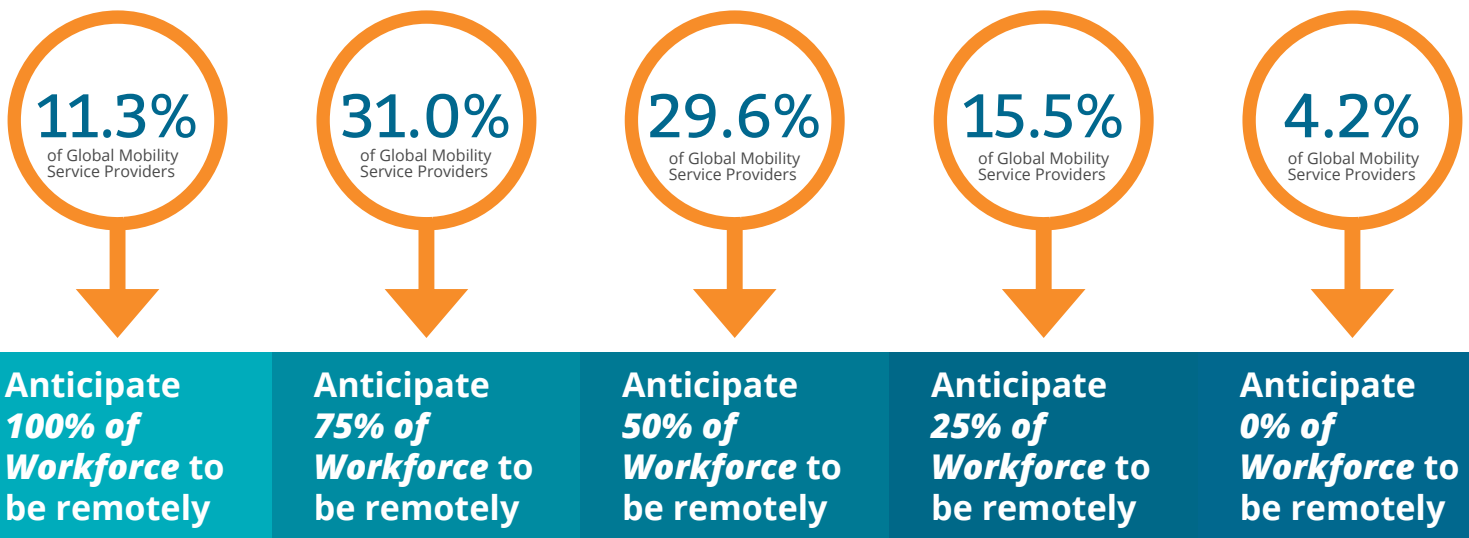 11.3%
of Global Mobility
Service Providers
31.0%
of Global Mobility
Service Providers
29.6%
of Global Mobility
Service Providers
15.5%
of Global Mobility
Service Providers
4.2%
of Global Mobility
Service Providers
Anticipate
100% of
Workforce to
be remotely
Anticipate
75% of
Workforce to
be remotely
Anticipate
50% of
Workforce to
be remotely
Anticipate
25% of
Workforce to
be remotely
Anticipate
0% of
Workforce to
be remotely